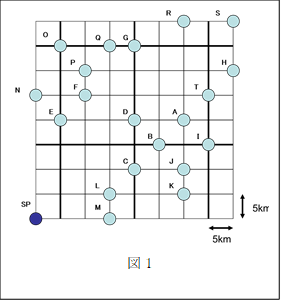 R S
O Q G
P H
N F T
E D A
B I
C J
L K
SP M
5km
5km
図 1